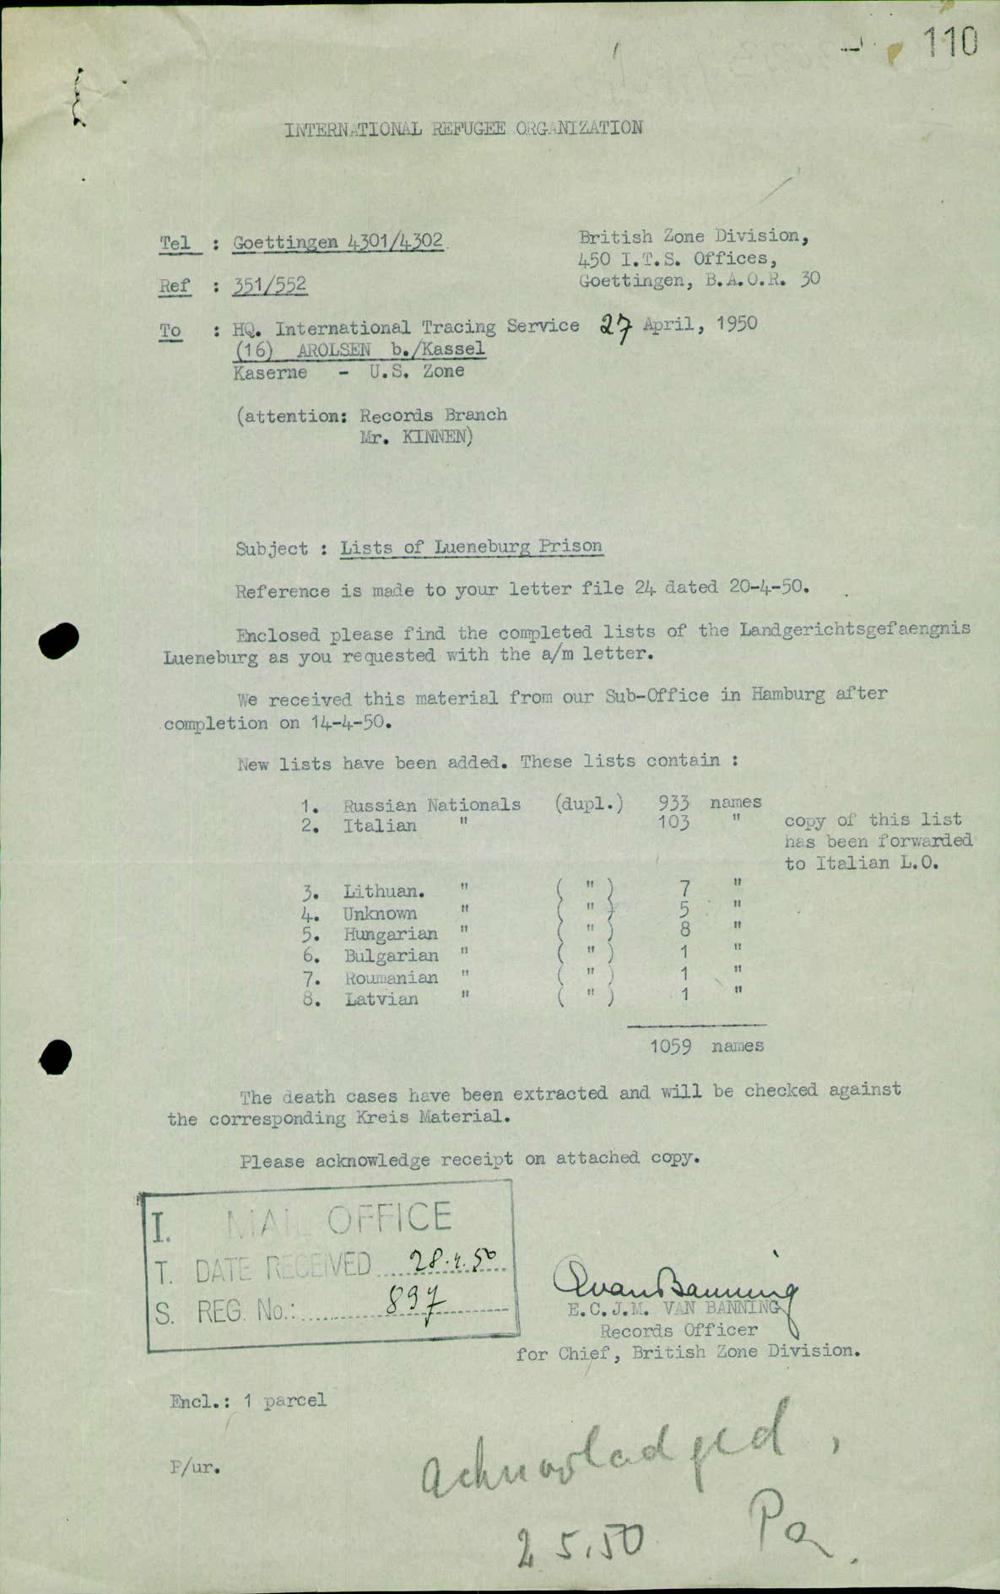 110
INTERNATIONAL REFUGEE ORGANIZATION
Tel : Goettingen 4301/4302
British Zone Division,
450 I.T.S. Offices,
Goettingen, B.A.O.R. 30
Ref : 351/552
To : HQ. International Tracing Service 27 April, 1950
(16) AROLSEN b./Kassel
Kaserne - U.S. Zone
(attention: Records Branch
Mr. KINNEN)
Subject : Lists of Lueneburg Prison
Reference is made to your letter file 24 dated 20-4-50.
Enclosed please find the completed lists of the Landgerichtsgefaengnis
Lueneburg as you requested with the a/m letter.
We received this material from our Sub-Office in Hamburg after
completion on 14-4-50.
New lists have been added. These lists contain :
1. Russian Nationals (dupl.) 933 names
2. Italian " 103 " copy of this list
has been forwarded
to Italian L.O.
3. Lithuan. " ( " ) 7 "
4. Unknown " ( " ) 5 "
5. Hungarian " ( " ) 8 "
6. Bulgarian " ( " ) 1 "
7. Roumanian " ( " ) 1 "
8. Latvian " ( " ) 1 "
1059 names
The death cases have been extracted and will be checked against
the corresponding Kreis Material.
Please acknowledge receipt on attached copy.
I. MAIL OFFICE
T. DATE RECEIVED 28.4.50
S. REG. No.: 897
EvanBanning
E.C.J.M. VAN BANNING
Records Officer
for Chief, British Zone Division.
Encl.: 1 parcel
P/ur.
acknowladged,
2 5.50 Pa.